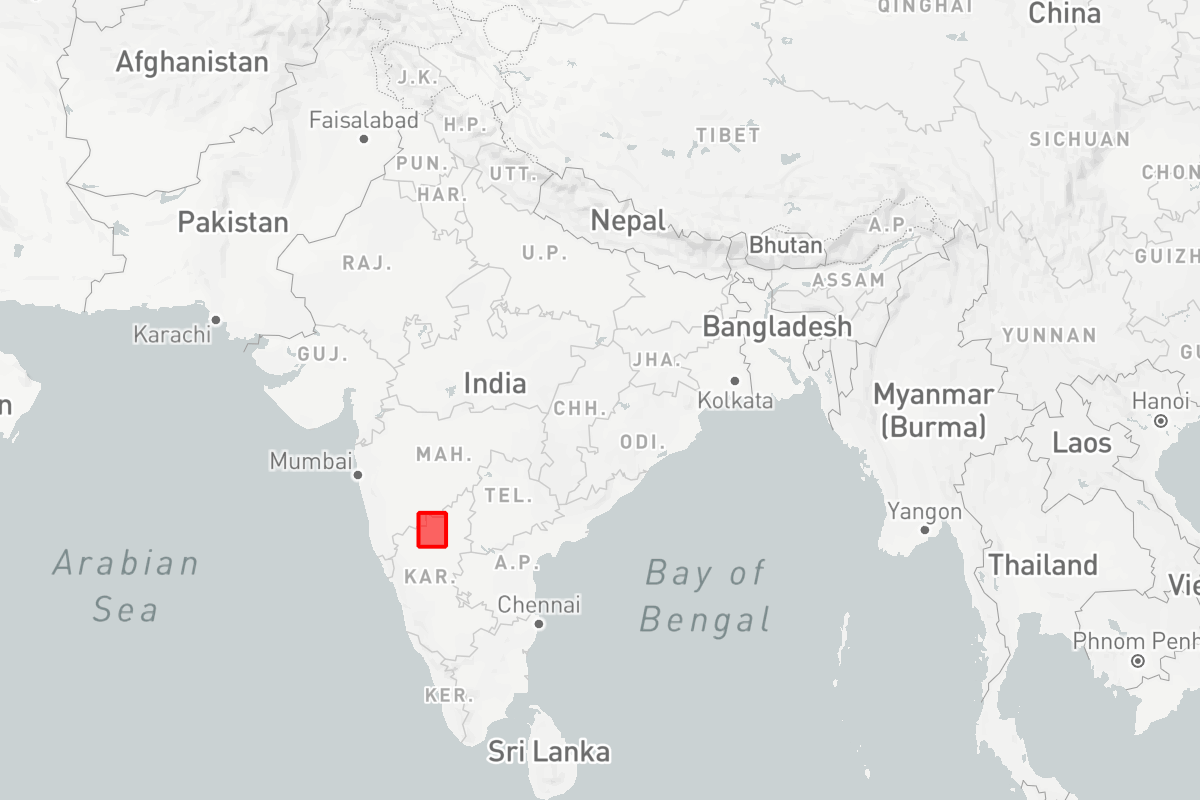 QINGHAI
China
Afghanistan
J.K.
Faisalabad
H.P.
TIBET
SICHUAN
PUN.
UTT.
CHON
HAR.
Pakistan
Nepal
A.P.
Bhutan
RAJ.
U.P.
GUIZH
ASSAM
Karachi
Bangladesh
YUNNAN
GUJ.
JHA.
GU
India
Kolkata
Myanmar
(Burma)
Hanoi
n
CHH.
ODI.
Laos
MAH.
Mumbai
TEL.
Yangon
Arabian
Sea
A.P.
KAR.
Bay of
Bengal
Thailand
Vie
Chennai
Phnom Penh
KER.
Sri Lanka